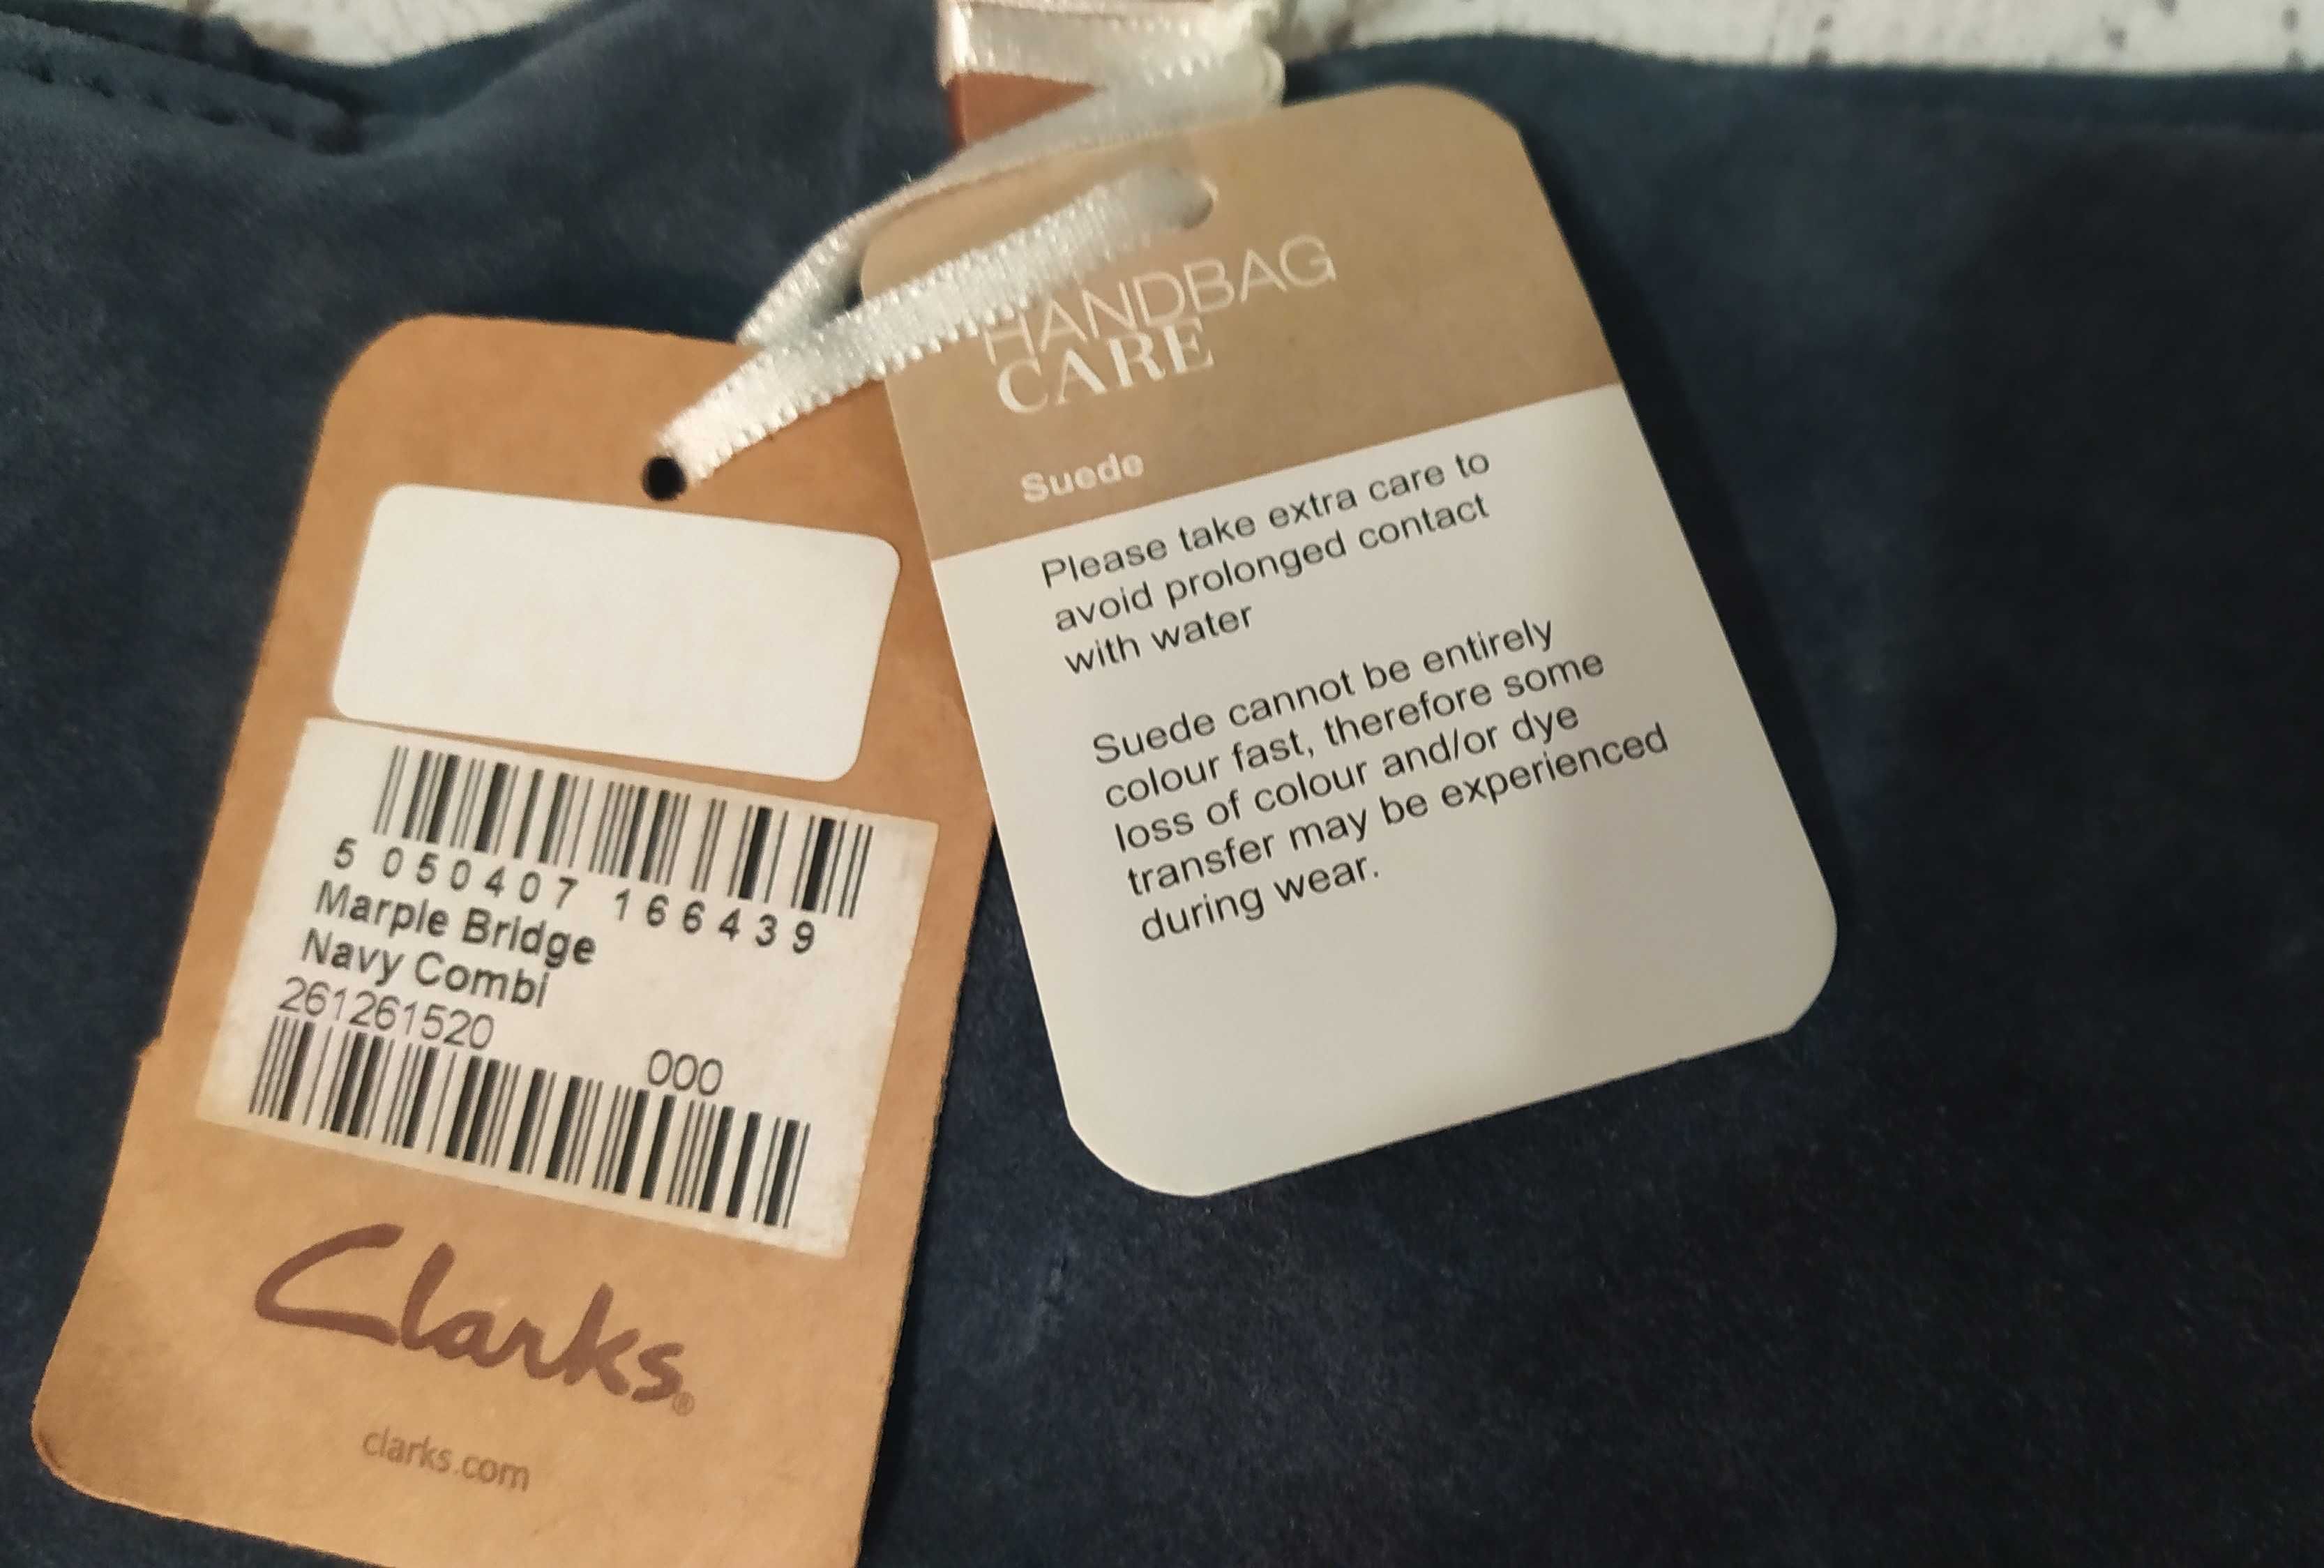 5 050407 166439
Marple Bridge
Navy Combi
261261520
000
Clarks®
clarks.com
HANDBAG
CARE
Suede
Please take extra care to
avoid prolonged contact
with water
Suede cannot be entirely
colour fast, therefore some
loss of colour and/or dye
transfer may be experienced
during wear.